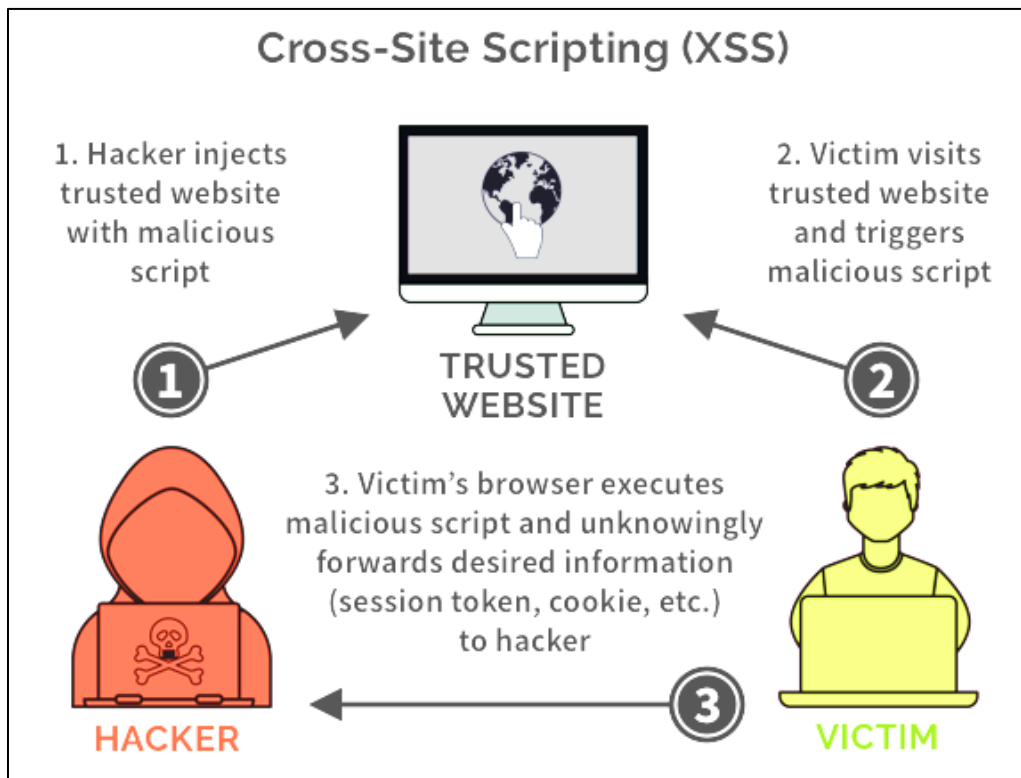 Cross-Site Scripting (XSS)
1. Hacker injects
trusted website
with malicious
script
2. Victim visits
trusted website
and triggers
malicious script
1
TRUSTED
WEBSITE
2
3. Victim’s browser executes
malicious script and unknowingly
forwards desired information
(session token, cookie, etc.)
to hacker
3
HACKER
VICTIM